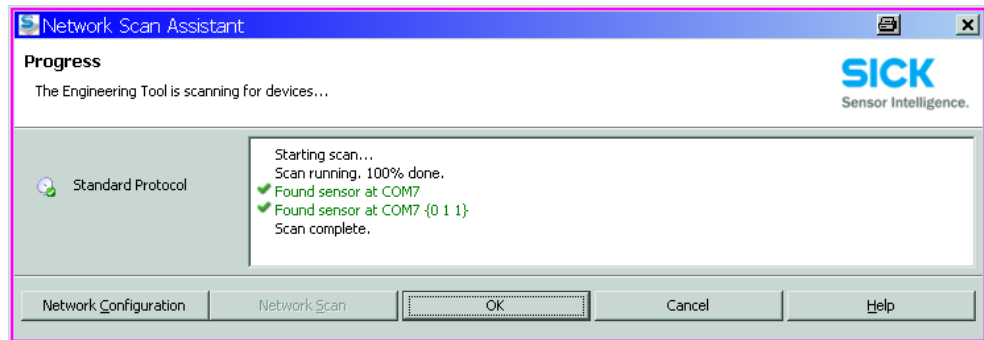 Network Scan Assistant
Progress
The Engineering Tool is scanning for devices...
SICK
Sensor Intelligence.
Standard Protocol
Starting scan...
Scan running. 100% done.
Found sensor at COM7
Found sensor at COM7 {0 1 1}
Scan complete.
Network Configuration
Network Scan
OK
Cancel
Help